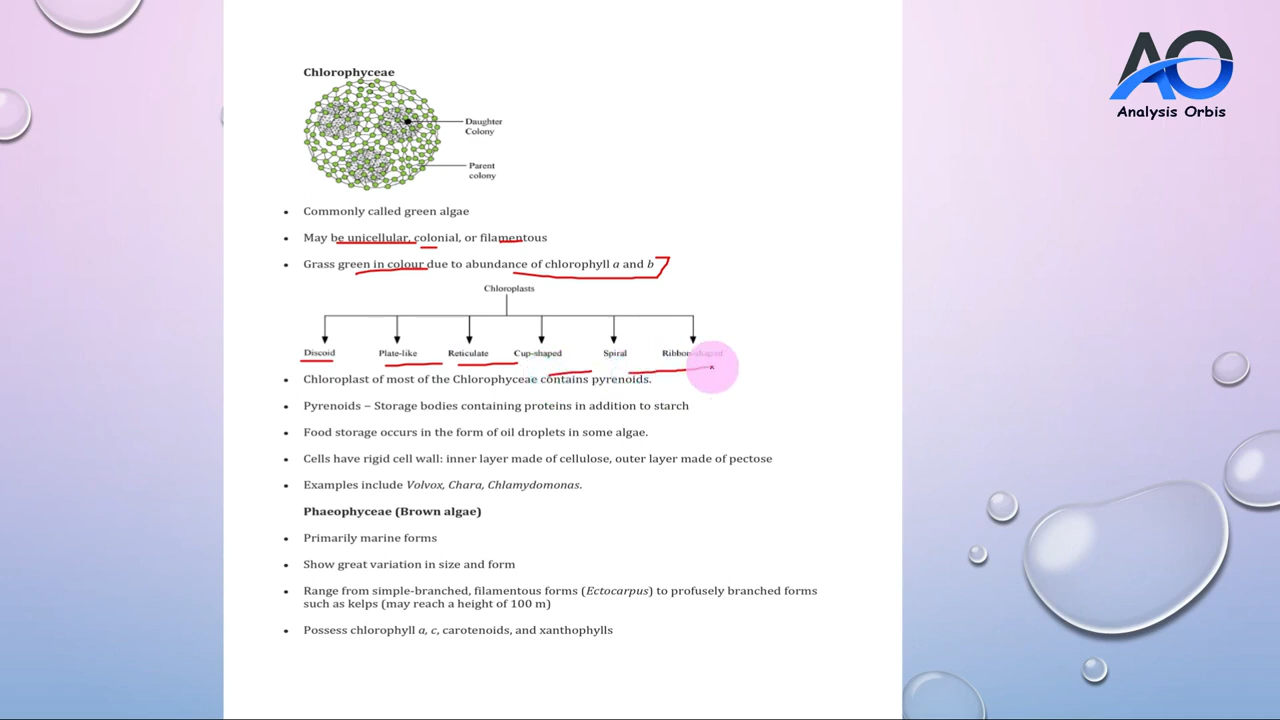 Chlorophyceae
Daughter
Colony
Parent
colony
• Commonly called green algae
• May be unicellular, colonial, or filamentous
• Grass green in colour due to abundance of chlorophyll a and b
Chloroplasts
Discoid Plate-like Reticulate Cup-shaped Spiral Ribbon-shaped
• Chloroplast of most of the Chlorophyceae contains pyrenoids.
• Pyrenoids − Storage bodies containing proteins in addition to starch
• Food storage occurs in the form of oil droplets in some algae.
• Cells have rigid cell wall: inner layer made of cellulose, outer layer made of pectose
• Examples include Volvox, Chara, Chlamydomonas.
Phaeophyceae (Brown algae)
• Primarily marine forms
• Show great variation in size and form
• Range from simple-branched, filamentous forms (Ectocarpus) to profusely branched forms
such as kelps (may reach a height of 100 m)
• Possess chlorophyll a, c, carotenoids, and xanthophylls
AO
Analysis Orbis